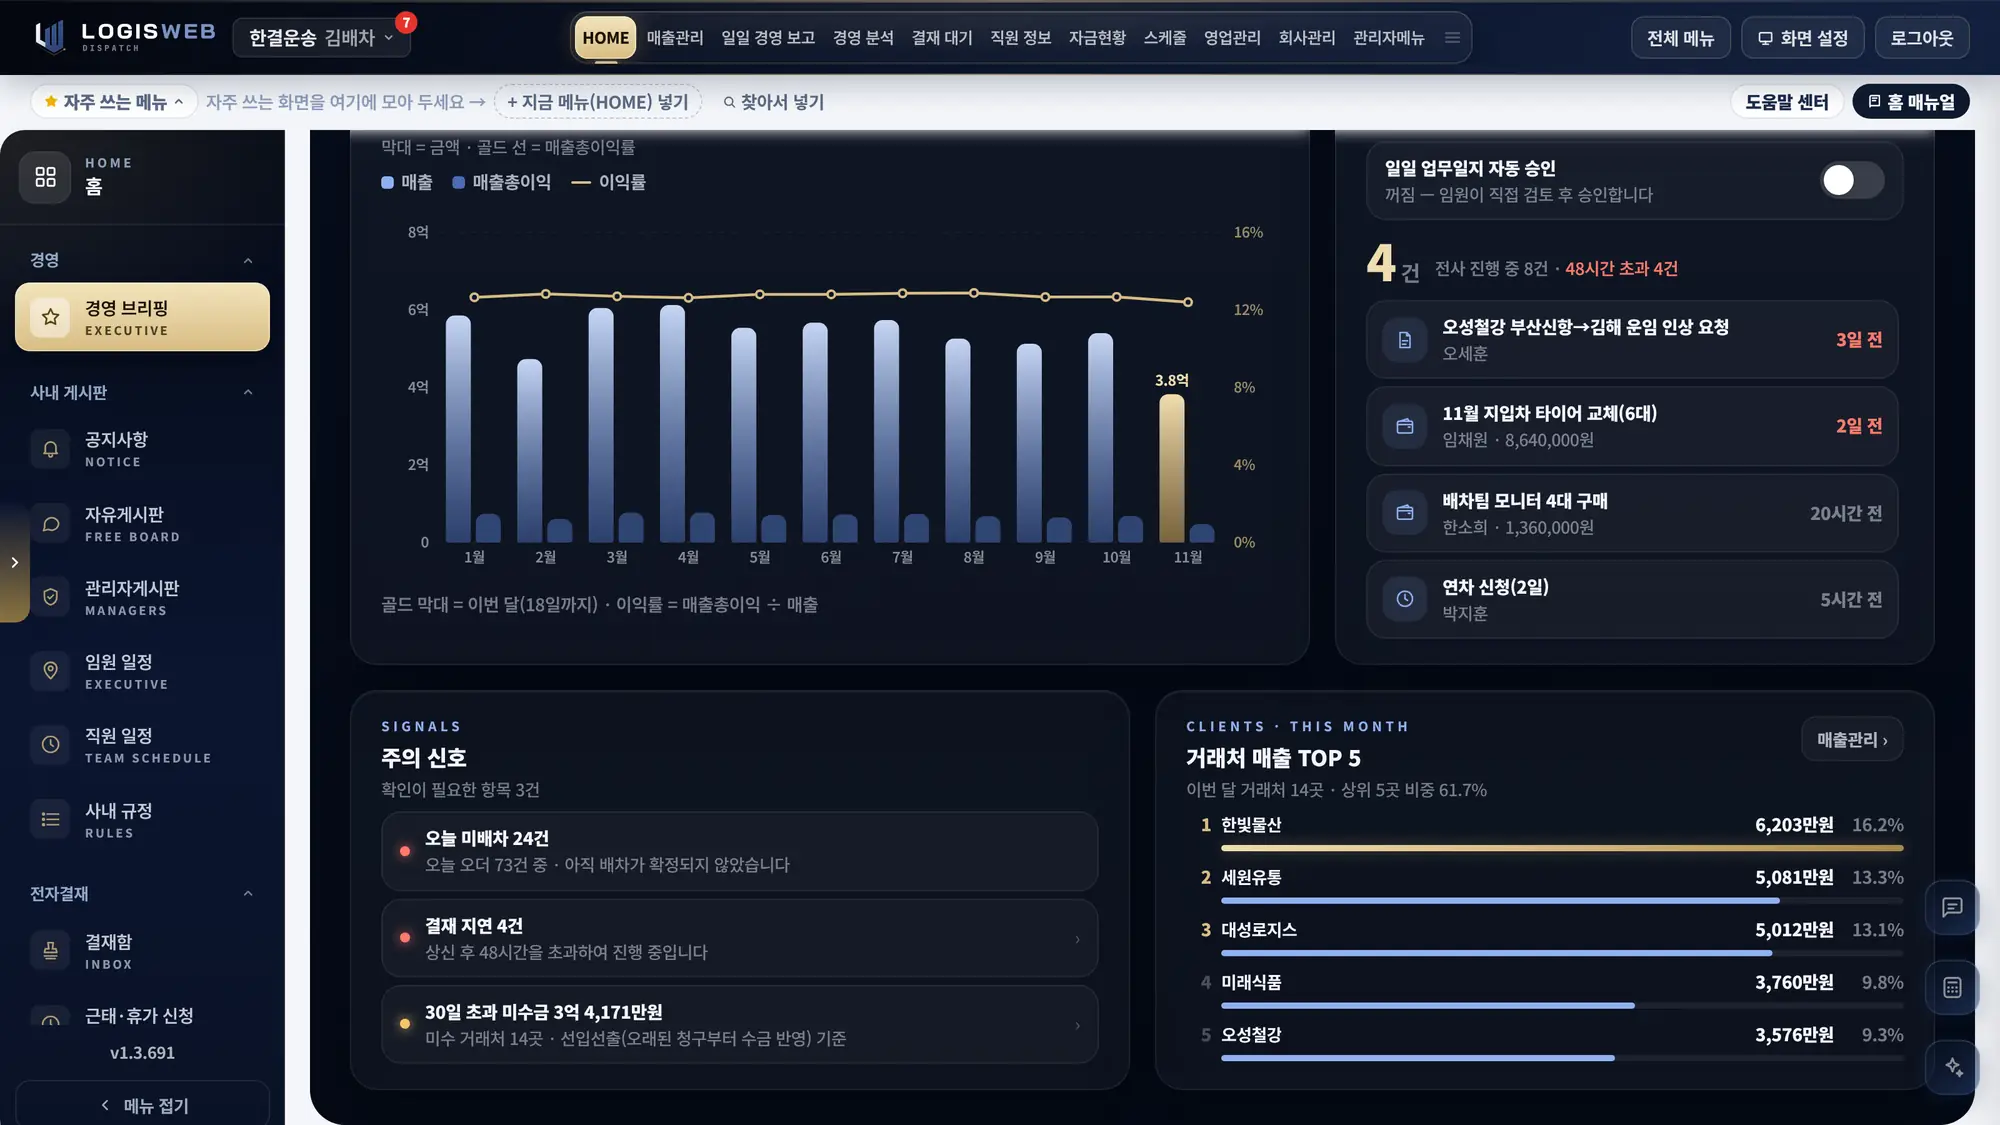 LOGISWEB
DISPATCH
한결운송 김배차
7
HOME 매출관리 일일 경영 보고 경영 분석 결재 대기 직원 정보 자금현황 스케줄 영업관리 회사관리 관리자메뉴
전체 메뉴
화면 설정
로그아웃
자주 쓰는 메뉴
자주 쓰는 화면을 여기에 모아 두세요 →
+ 지금 메뉴(HOME) 넣기
찾아서 넣기
도움말 센터
홈 매뉴얼
HOME
홈
경영
경영 브리핑
EXECUTIVE
사내 게시판
공지사항
NOTICE
자유게시판
FREE BOARD
관리자게시판
MANAGERS
임원 일정
EXECUTIVE
직원 일정
TEAM SCHEDULE
사내 규정
RULES
전자결재
결재함
INBOX
근태·휴가 신청
v1.3.691
메뉴 접기
막대 = 금액 · 골드 선 = 매출총이익률
매출 매출총이익 이익률
8억 16%
6억 12%
4억 8%
2억 4%
0 0%
3.8억
1월 2월 3월 4월 5월 6월 7월 8월 9월 10월 11월
골드 막대 = 이번 달(18일까지) · 이익률 = 매출총이익 ÷ 매출
일일 업무일지 자동 승인
꺼짐 — 임원이 직접 검토 후 승인합니다
4건 전사 진행 중 8건 · 48시간 초과 4건
오성철강 부산신항→김해 운임 인상 요청
오세훈
3일 전
11월 지입차 타이어 교체(6대)
임채원 · 8,640,000원
2일 전
배차팀 모니터 4대 구매
한소희 · 1,360,000원
20시간 전
연차 신청(2일)
박지훈
5시간 전
SIGNALS
주의 신호
확인이 필요한 항목 3건
오늘 미배차 24건
오늘 오더 73건 중 · 아직 배차가 확정되지 않았습니다
결재 지연 4건
상신 후 48시간을 초과하여 진행 중입니다
30일 초과 미수금 3억 4,171만원
미수 거래처 14곳 · 선입선출(오래된 청구부터 수금 반영) 기준
CLIENTS · THIS MONTH
거래처 매출 TOP 5
이번 달 거래처 14곳 · 상위 5곳 비중 61.7%
매출관리 ›
1 한빛물산 6,203만원 16.2%
2 세원유통 5,081만원 13.3%
3 대성로지스 5,012만원 13.1%
4 미래식품 3,760만원 9.8%
5 오성철강 3,576만원 9.3%